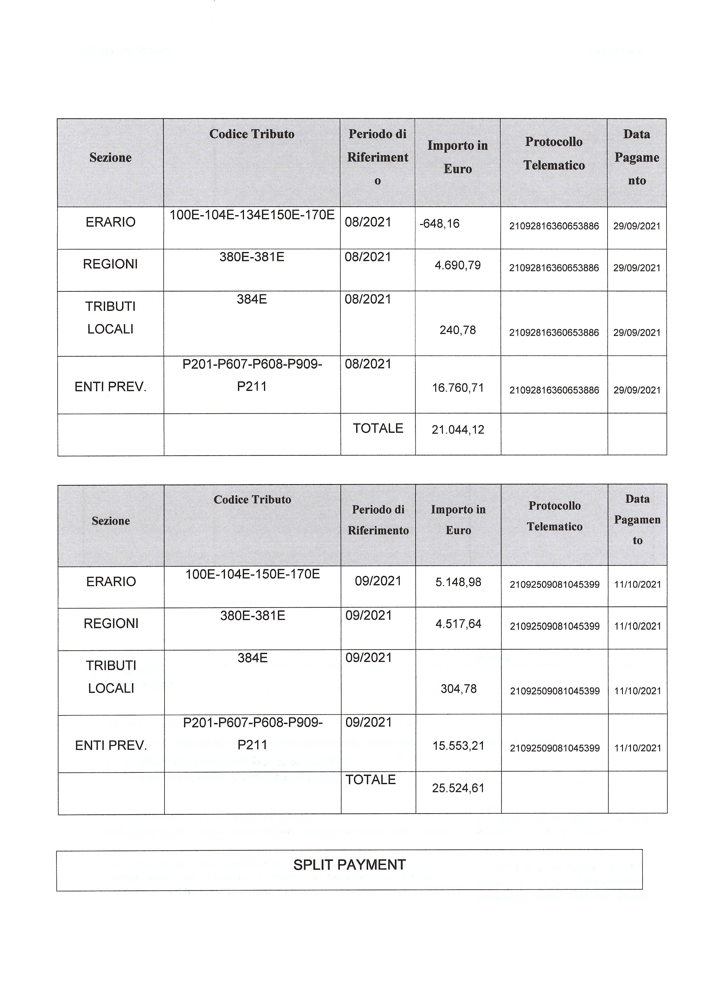 Sezione
Codice Tributo
Periodo di
Riferiment
o
Importo in
Euro
Protocollo
Telematico
Data
Pagame
nto
ERARIO
100E-104E-134E150E-170E
08/2021
-648,16
21092816360653886
29/09/2021
REGIONI
380E-381E
08/2021
4.690,79
21092816360653886
29/09/2021
TRIBUTI
LOCALI
384E
08/2021
240,78
21092816360653886
29/09/2021
ENTI PREV.
P201-P607-P608-P909-
P211
08/2021
16.760,71
21092816360653886
29/09/2021
TOTALE
21.044,12
Sezione
Codice Tributo
Periodo di
Riferimento
Importo in
Euro
Protocollo
Telematico
Data
Pagamen
to
ERARIO
100E-104E-150E-170E
09/2021
5.148,98
21092509081045399
11/10/2021
REGIONI
380E-381E
09/2021
4.517,64
21092509081045399
11/10/2021
TRIBUTI
LOCALI
384E
09/2021
304,78
21092509081045399
11/10/2021
ENTI PREV.
P201-P607-P608-P909-
P211
09/2021
15.553,21
21092509081045399
11/10/2021
TOTALE
25.524,61
SPLIT PAYMENT